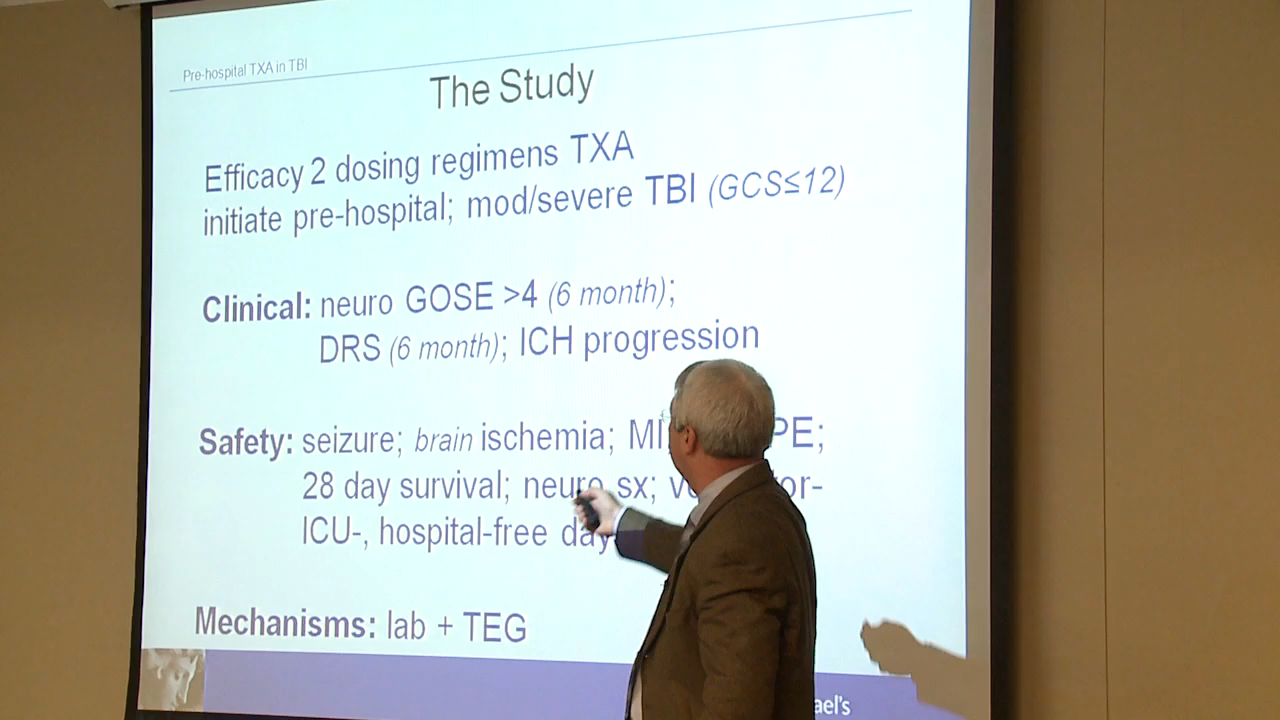 Pre-hospital TXA in TBI
The Study
Efficacy 2 dosing regimens TXA
initiate pre-hospital; mod/severe TBI (GCS≤12)
Clinical: neuro GOSE >4 (6 month);
DRS (6 month); ICH progression
Safety: seizure; brain ischemia; MI PE;
28 day survival; neuro sx;
ICU-, hospital-free day
Mechanisms: lab + TEG
ael's